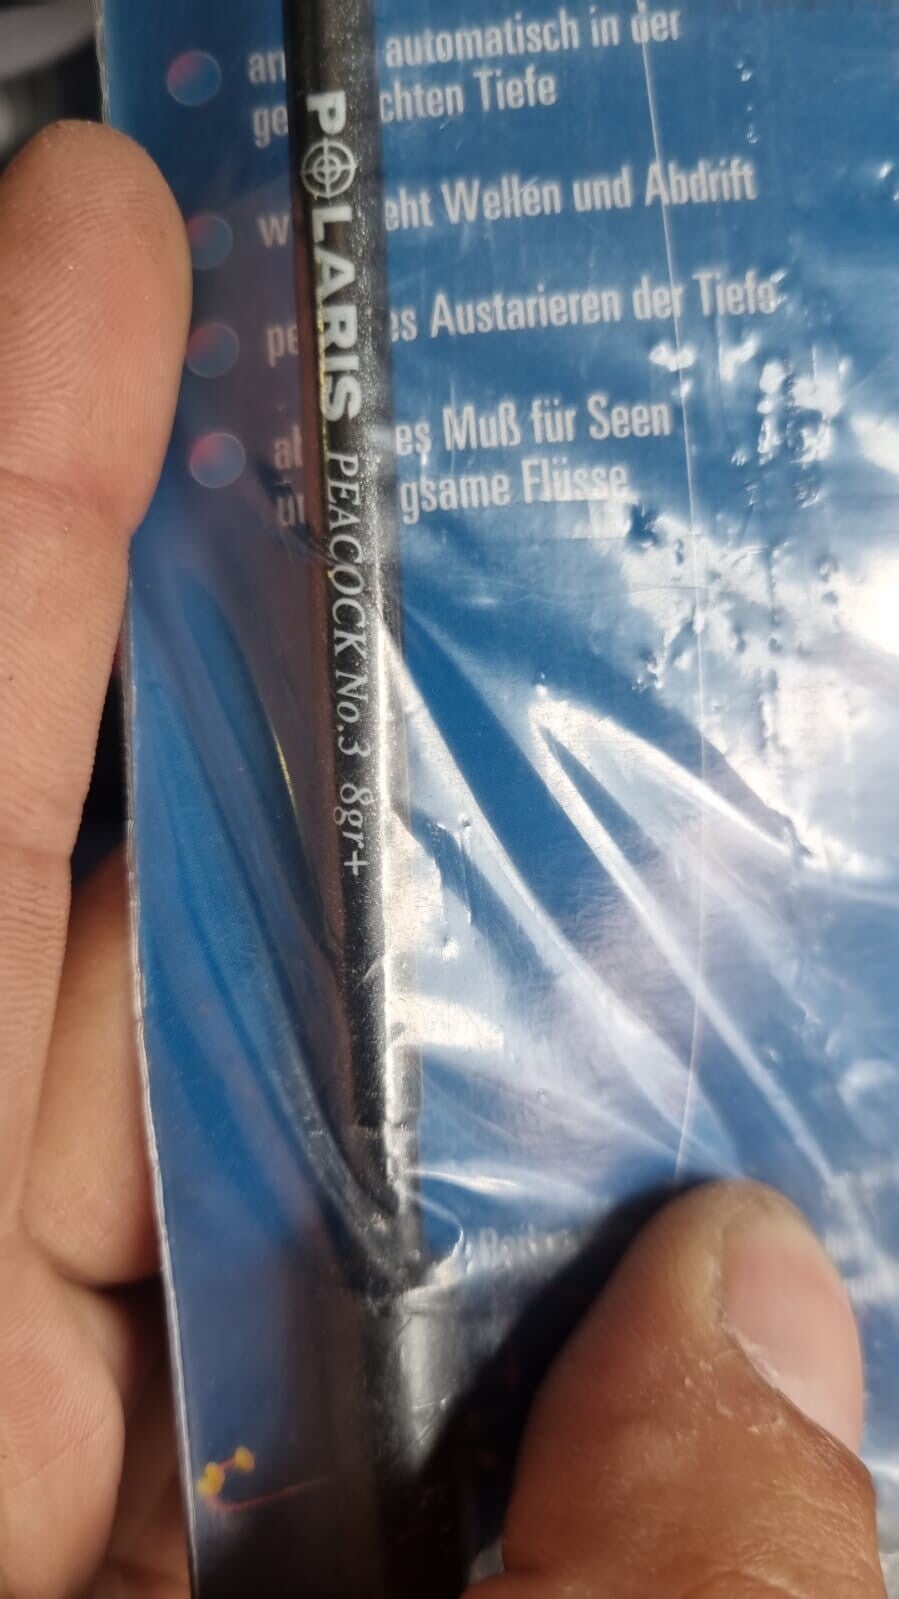 automatisch in der
chten Tiefe
eht Wellen und Abdrift
es Austarieren der Tiefe
es Muß für Seen
gsame Flüsse
POLARIS PEACOCK No.3 8gr+